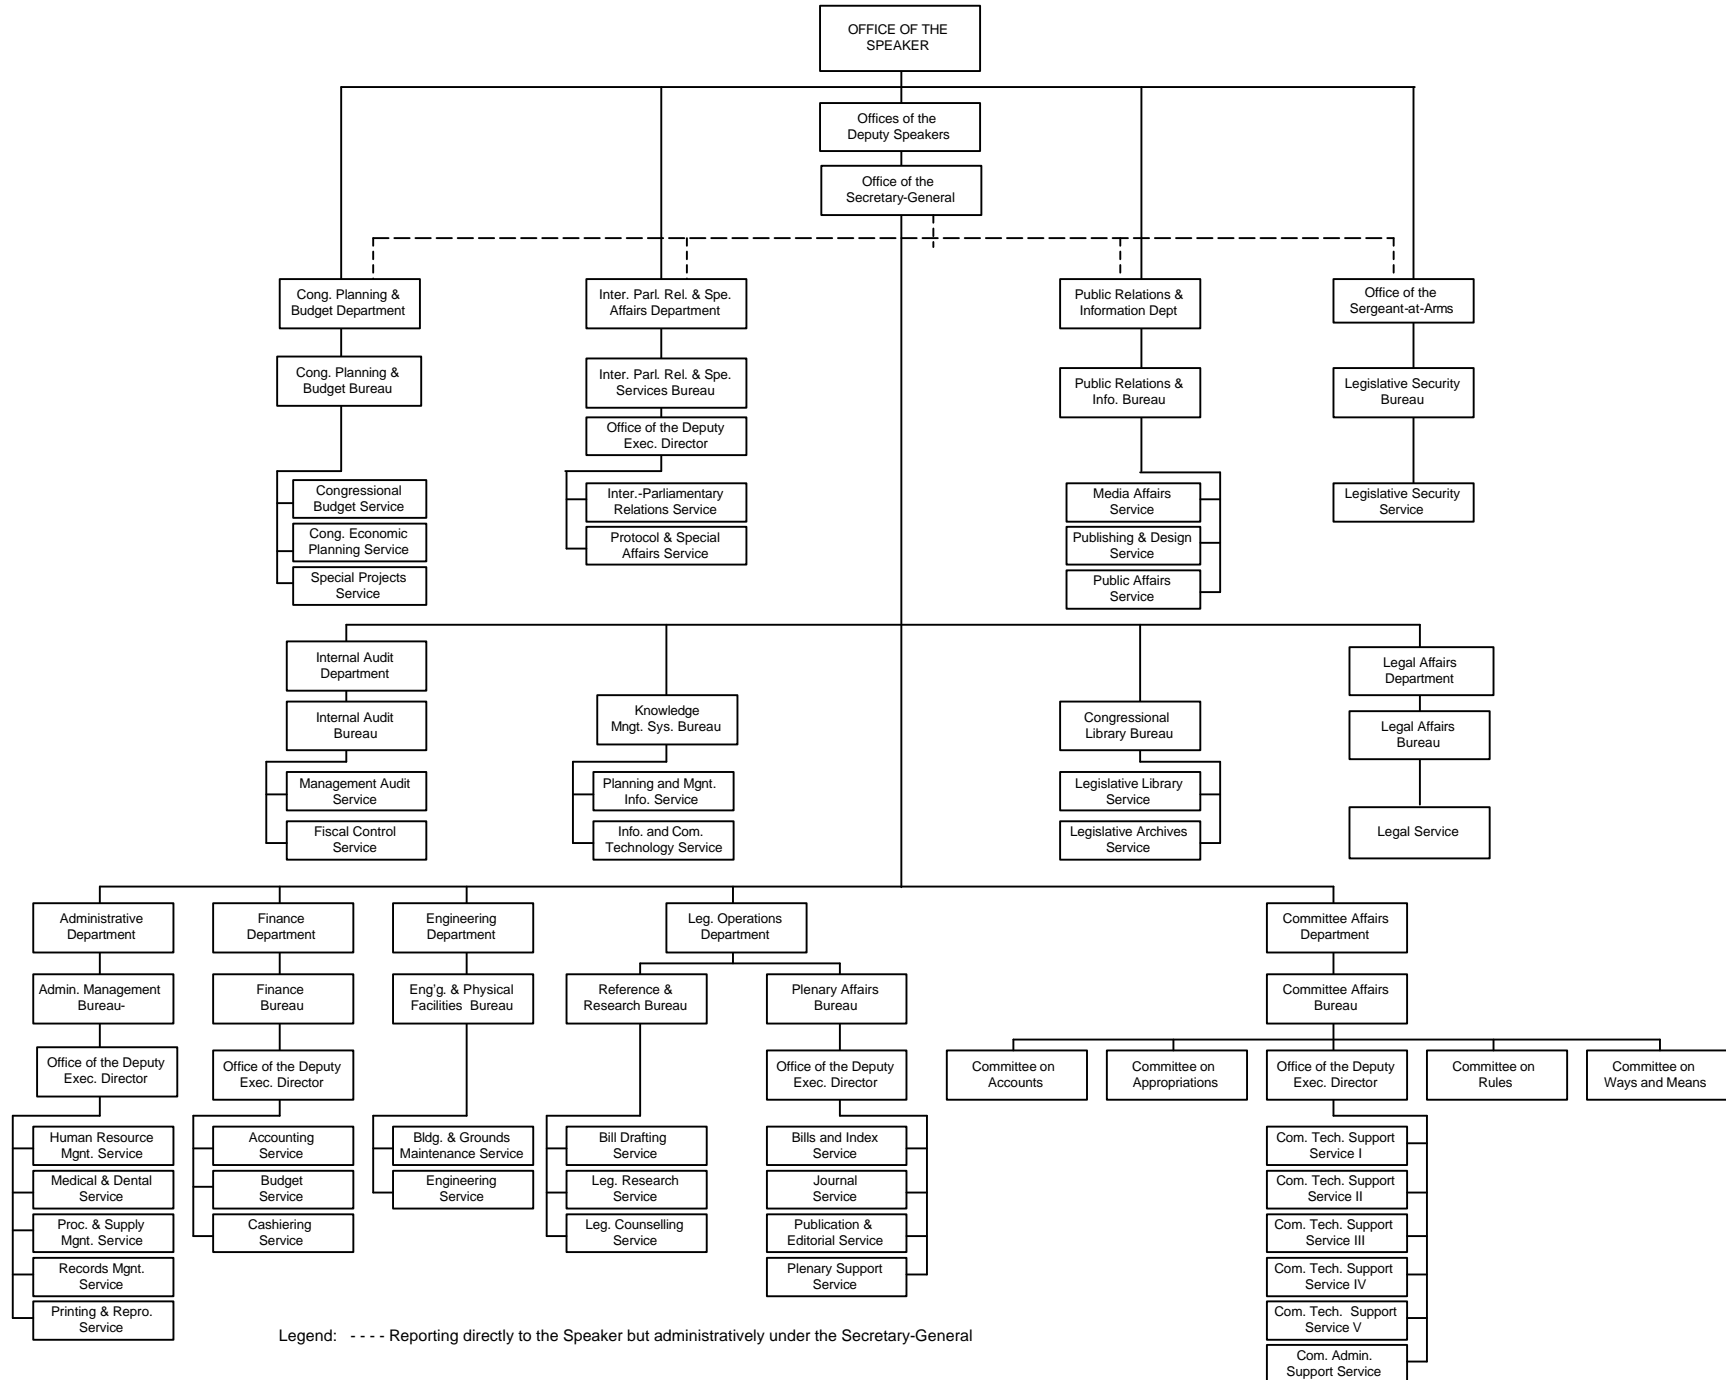 OFFICE OF THE
SPEAKER
Offices of the
Deputy Speakers
Office of the
Secretary-General
Cong. Planning &
Budget Department
Inter. Parl. Rel. & Spe.
Affairs Department
Public Relations &
Information Dept
Office of the
Sergeant-at-Arms
Cong. Planning &
Budget Bureau
Inter. Parl. Rel. & Spe.
Services Bureau
Public Relations &
Info. Bureau
Legislative Security
Bureau
Office of the Deputy
Exec. Director
Congressional
Budget Service
Cong. Economic
Planning Service
Special Projects
Service
Inter.-Parliamentary
Relations Service
Protocol & Special
Affairs Service
Media Affairs
Service
Publishing & Design
Service
Public Affairs
Service
Legislative Security
Service
Internal Audit
Department
Internal Audit
Bureau
Management Audit
Service
Fiscal Control
Service
Knowledge
Mngt. Sys. Bureau
Planning and Mgnt.
Info. Service
Info. and Com.
Technology Service
Congressional
Library Bureau
Legislative Library
Service
Legislative Archives
Service
Legal Affairs
Department
Legal Affairs
Bureau
Legal Service
Administrative
Department
Admin. Management
Bureau-
Office of the Deputy
Exec. Director
Human Resource
Mgnt. Service
Medical & Dental
Service
Proc. & Supply
Mgnt. Service
Records Mgnt.
Service
Printing & Repro.
Service
Finance
Department
Finance
Bureau
Office of the Deputy
Exec. Director
Accounting
Service
Budget
Service
Cashiering
Service
Engineering
Department
Eng'g. & Physical
Facilities  Bureau
Bldg. & Grounds
Maintenance Service
Engineering
Service
Leg. Operations
Department
Reference &
Research Bureau
Bill Drafting
Service
Leg. Research
Service
Leg. Counselling
Service
Plenary Affairs
Bureau
Office of the Deputy
Exec. Director
Bills and Index
Service
Journal
Service
Publication &
Editorial Service
Plenary Support
Service
Committee Affairs
Department
Committee Affairs
Bureau
Committee on
Accounts
Committee on
Appropriations
Office of the Deputy
Exec. Director
Committee on
Rules
Committee on
Ways and Means
Com. Tech. Support
Service I
Com. Tech. Support
Service II
Com. Tech. Support
Service III
Com. Tech. Support
Service IV
Com. Tech.  Support
Service V
Com. Admin.
Support Service
Legend:   - - - - Reporting directly to the Speaker but administratively under the Secretary-General